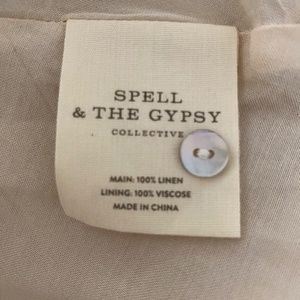 SPELL
& THE GYPSY
COLLECTIVE
MAIN: 100% LINEN
LINING: 100% VISCOSE
MADE IN CHINA